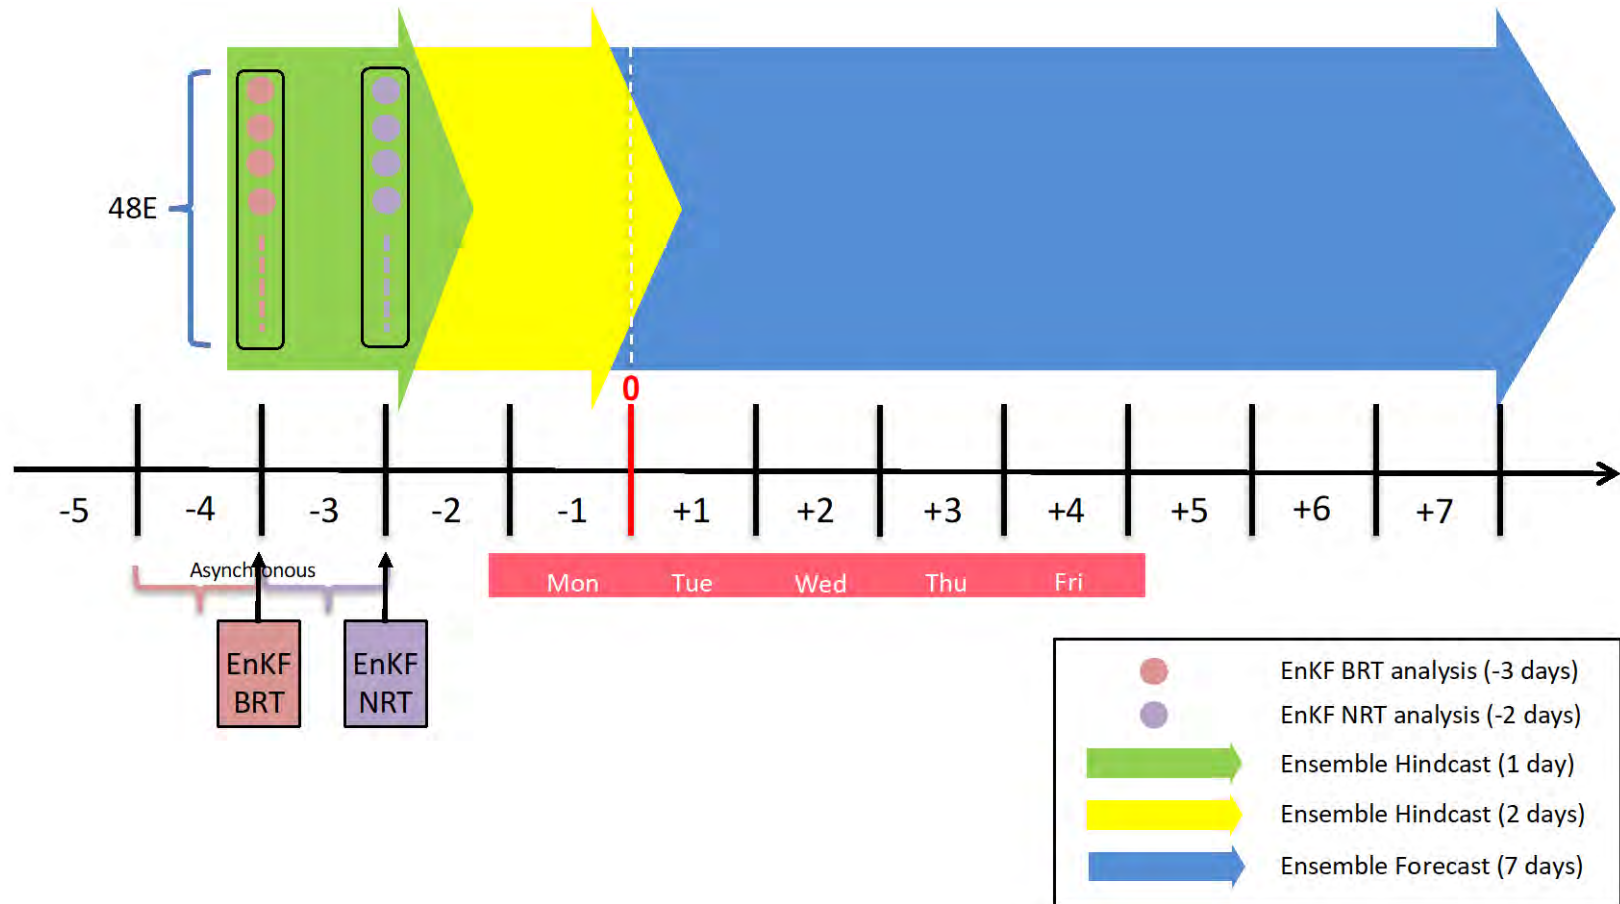 48E
0
-5 -4 -3 -2 -1 +1 +2 +3 +4 +5 +6 +7
Asynchronous
Mon Tue Wed Thu Fri
EnKF
BRT
EnKF
NRT
EnKF BRT analysis (-3 days)
EnKF NRT analysis (-2 days)
Ensemble Hindcast (1 day)
Ensemble Hindcast (2 days)
Ensemble Forecast (7 days)